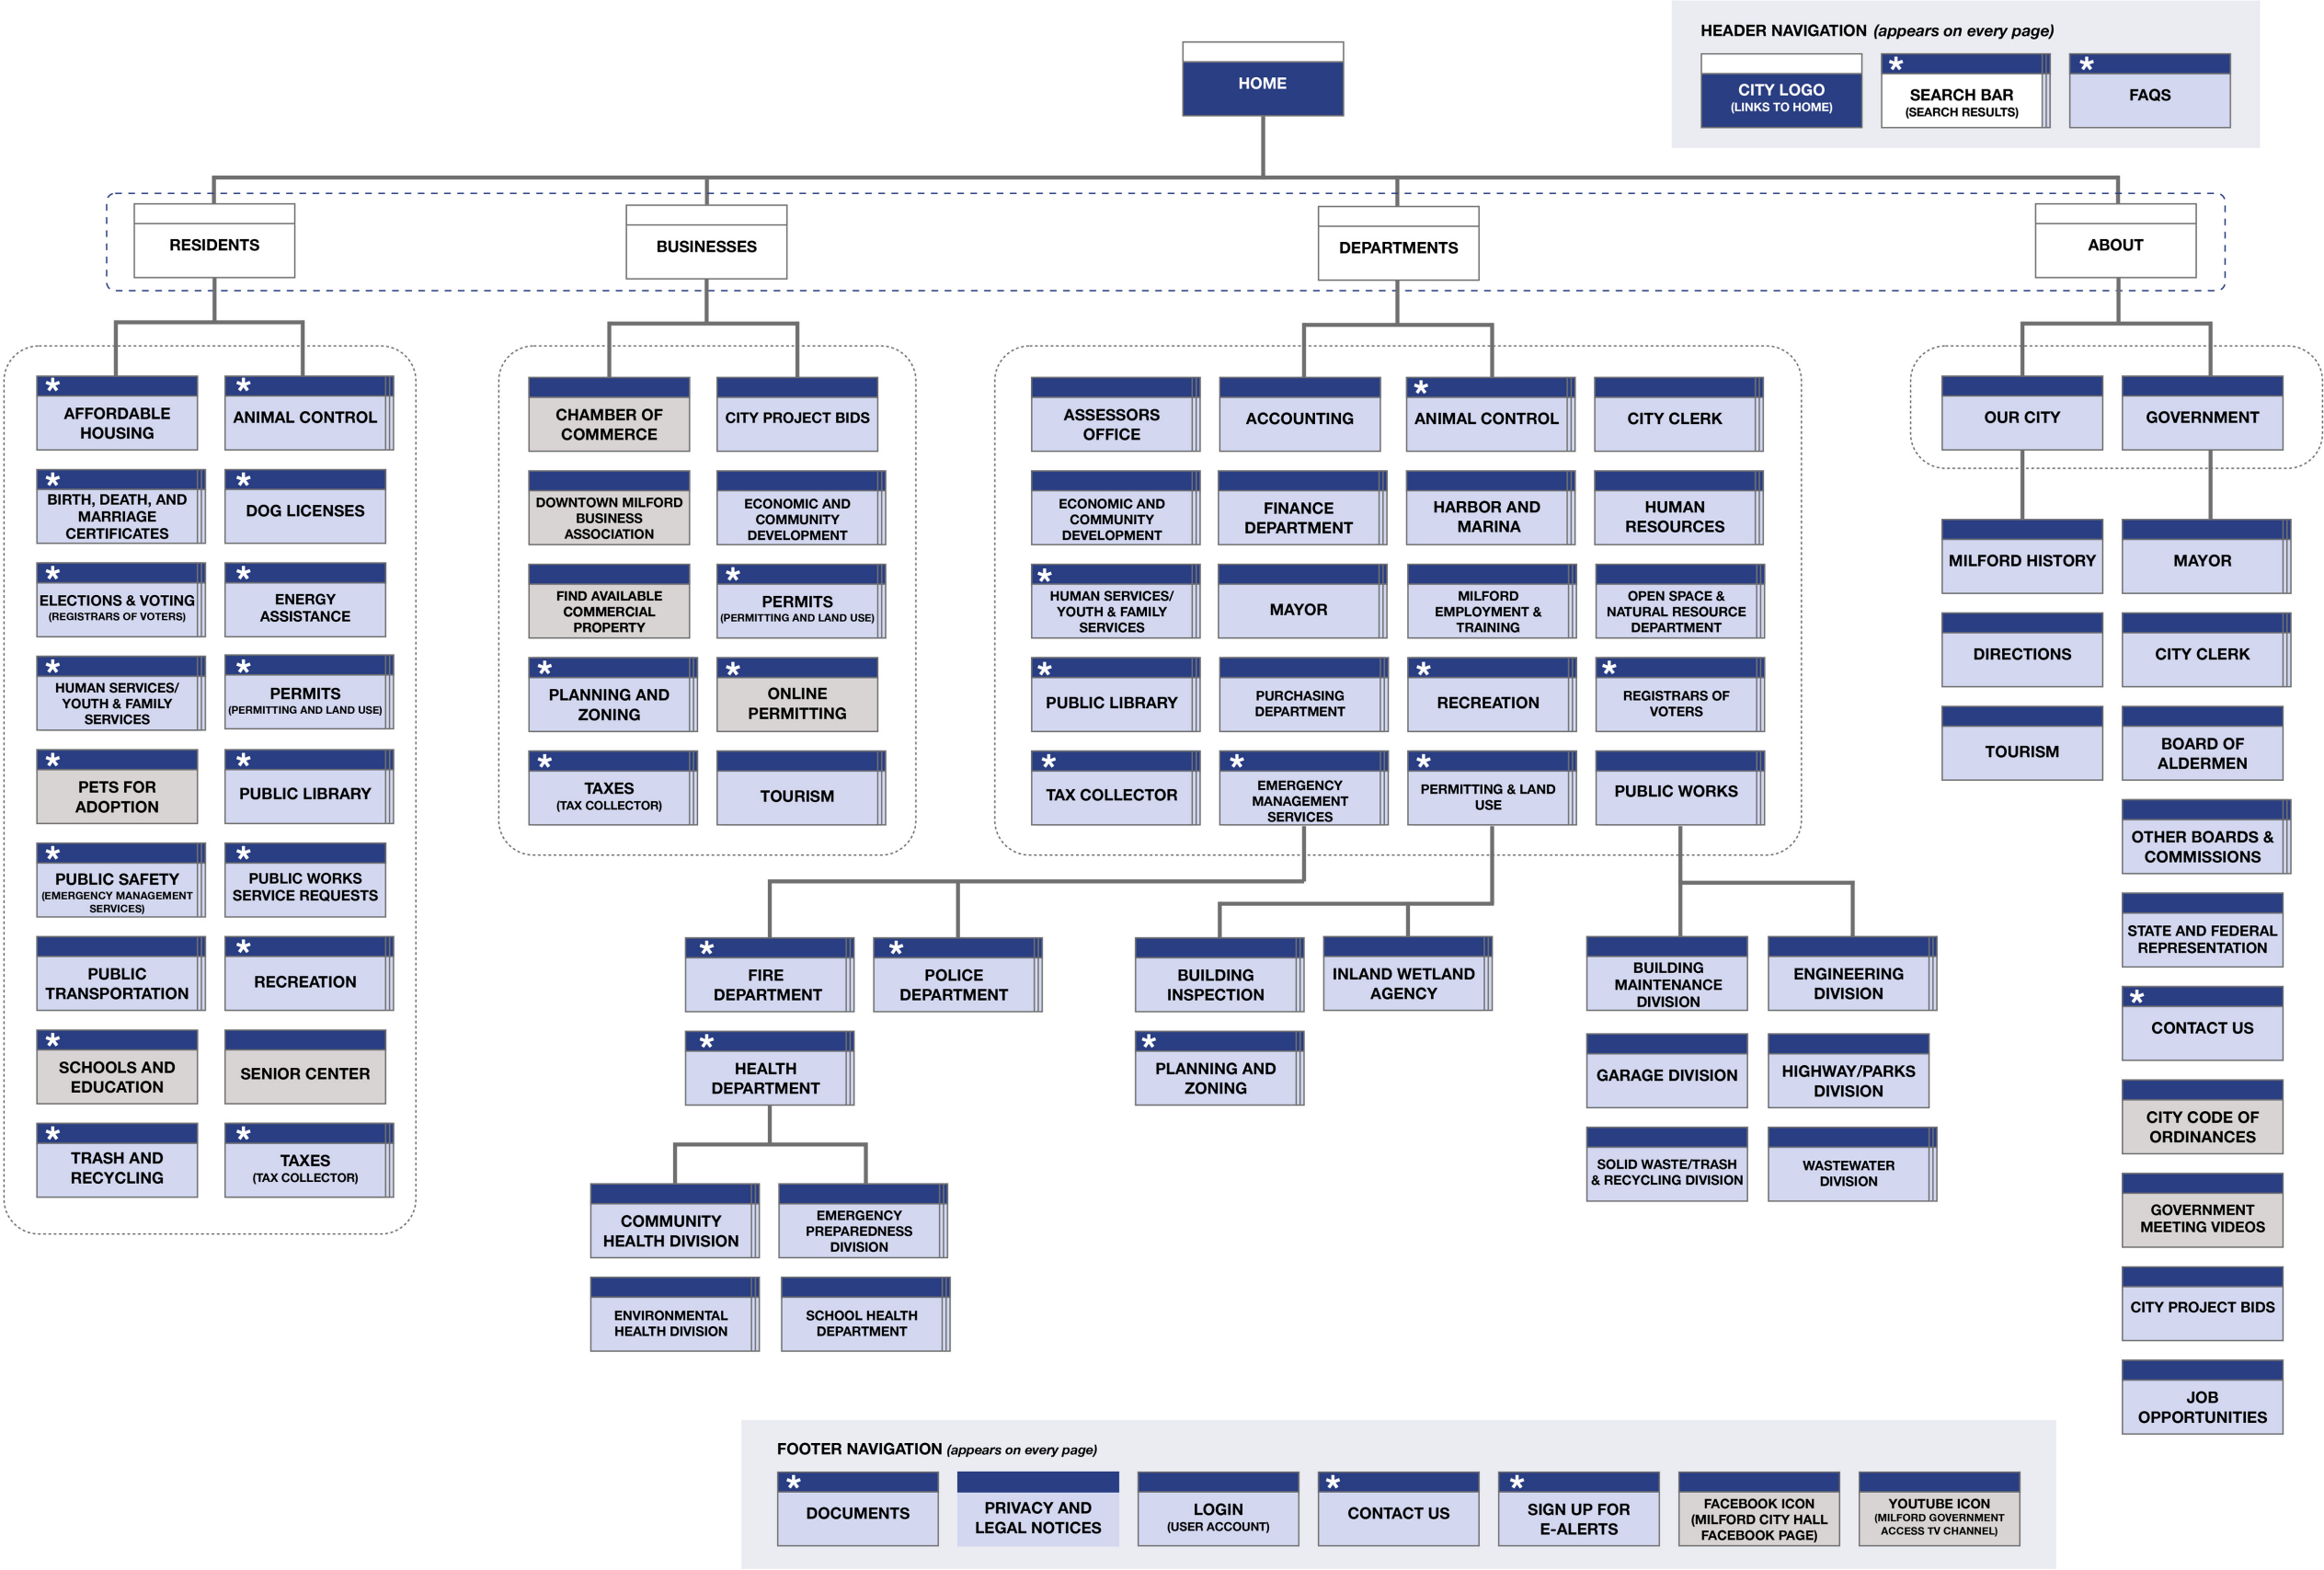 HEADER NAVIGATION (appears on every page)
CITY LOGO
(LINKS TO HOME)
*
SEARCH BAR
(SEARCH RESULTS)
*
FAQS
HOME
RESIDENTS
BUSINESSES
DEPARTMENTS
ABOUT
*
AFFORDABLE
HOUSING
*
ANIMAL CONTROL
*
BIRTH, DEATH, AND
MARRIAGE
CERTIFICATES
*
DOG LICENSES
*
ELECTIONS & VOTING
(REGISTRARS OF VOTERS)
*
ENERGY
ASSISTANCE
*
HUMAN SERVICES/
YOUTH & FAMILY
SERVICES
*
PERMITS
(PERMITTING AND LAND USE)
*
PETS FOR
ADOPTION
*
PUBLIC LIBRARY
*
PUBLIC SAFETY
(EMERGENCY MANAGEMENT
SERVICES)
*
PUBLIC WORKS
SERVICE REQUESTS
PUBLIC
TRANSPORTATION
*
RECREATION
*
SCHOOLS AND
EDUCATION
SENIOR CENTER
*
TRASH AND
RECYCLING
*
TAXES
(TAX COLLECTOR)
CHAMBER OF
COMMERCE
CITY PROJECT BIDS
DOWNTOWN MILFORD
BUSINESS
ASSOCIATION
ECONOMIC AND
COMMUNITY
DEVELOPMENT
FIND AVAILABLE
COMMERCIAL
PROPERTY
*
PERMITS
(PERMITTING AND LAND USE)
*
PLANNING AND
ZONING
*
ONLINE
PERMITTING
*
TAXES
(TAX COLLECTOR)
TOURISM
ASSESSORS
OFFICE
ACCOUNTING
*
ANIMAL CONTROL
CITY CLERK
ECONOMIC AND
COMMUNITY
DEVELOPMENT
FINANCE
DEPARTMENT
HARBOR AND
MARINA
HUMAN
RESOURCES
*
HUMAN SERVICES/
YOUTH & FAMILY
SERVICES
MAYOR
MILFORD
EMPLOYMENT &
TRAINING
OPEN SPACE &
NATURAL RESOURCE
DEPARTMENT
*
PUBLIC LIBRARY
PURCHASING
DEPARTMENT
*
RECREATION
*
REGISTRARS OF
VOTERS
*
TAX COLLECTOR
*
EMERGENCY
MANAGEMENT
SERVICES
*
PERMITTING & LAND
USE
PUBLIC WORKS
*
FIRE
DEPARTMENT
*
POLICE
DEPARTMENT
*
HEALTH
DEPARTMENT
COMMUNITY
HEALTH DIVISION
EMERGENCY
PREPAREDNESS
DIVISION
ENVIRONMENTAL
HEALTH DIVISION
SCHOOL HEALTH
DEPARTMENT
BUILDING
INSPECTION
INLAND WETLAND
AGENCY
*
PLANNING AND
ZONING
BUILDING
MAINTENANCE
DIVISION
ENGINEERING
DIVISION
GARAGE DIVISION
HIGHWAY/PARKS
DIVISION
SOLID WASTE/TRASH
& RECYCLING DIVISION
WASTEWATER
DIVISION
OUR CITY
GOVERNMENT
MILFORD HISTORY
DIRECTIONS
TOURISM
MAYOR
CITY CLERK
BOARD OF
ALDERMEN
OTHER BOARDS &
COMMISSIONS
STATE AND FEDERAL
REPRESENTATION
*
CONTACT US
CITY CODE OF
ORDINANCES
GOVERNMENT
MEETING VIDEOS
CITY PROJECT BIDS
JOB
OPPORTUNITIES
FOOTER NAVIGATION (appears on every page)
*
DOCUMENTS
PRIVACY AND
LEGAL NOTICES
LOGIN
(USER ACCOUNT)
*
CONTACT US
*
SIGN UP FOR
E-ALERTS
FACEBOOK ICON
(MILFORD CITY HALL
FACEBOOK PAGE)
YOUTUBE ICON
(MILFORD GOVERNMENT
ACCESS TV CHANNEL)